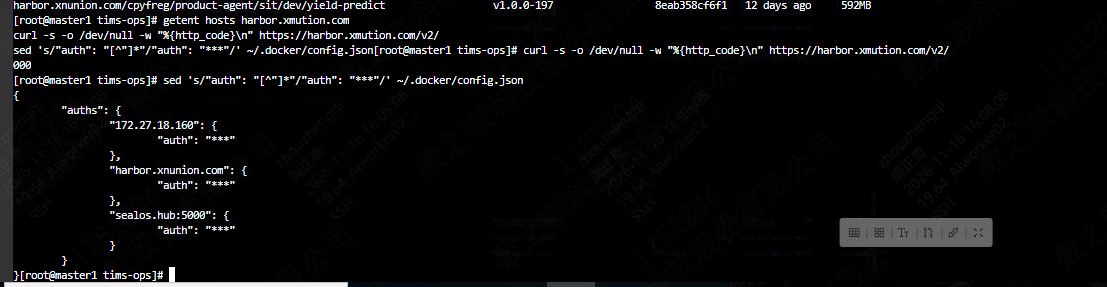 harbor.xnunion.com/cpyfreg/product-agent/sit/dev/yield-predict v1.0.0-197 8eab358cf6f1 12 days ago 592MB
[root@master1 tims-ops]# getent hosts harbor.xmution.com
curl -s -o /dev/null -w "%{http_code}\n" https://harbor.xmution.com/v2/
sed 's/"auth": "[^"]*"/"auth": "***"/' ~/.docker/config.json[root@master1 tims-ops]# curl -s -o /dev/null -w "%{http_code}\n" https://harbor.xmution.com/v2/
000
[root@master1 tims-ops]# sed 's/"auth": "[^"]*"/"auth": "***"/' ~/.docker/config.json
{
"auths": {
"172.27.18.160": {
"auth": "***"
},
"harbor.xnunion.com": {
"auth": "***"
},
"sealos.hub:5000": {
"auth": "***"
}
}
}[root@master1 tims-ops]#